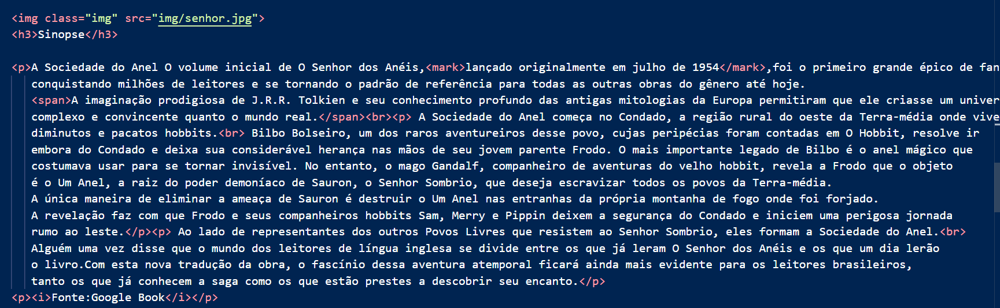 <img class="img" src="img/senhor.jpg">
<h3>Sinopse</h3>
<p>A Sociedade do Anel O volume inicial de O Senhor dos Anéis,<mark>lançado originalmente em julho de 1954</mark>,foi o primeiro grande épico de fan
conquistando milhões de leitores e se tornando o padrão de referência para todas as outras obras do gênero até hoje.
<span>A imaginação prodigiosa de J.R.R. Tolkien e seu conhecimento profundo das antigas mitologias da Europa permitiram que ele criasse um univer
complexo e convincente quanto o mundo real.</span><br><p> A Sociedade do Anel começa no Condado, a região rural do oeste da Terra-média onde vive
diminutos e pacatos hobbits.<br> Bilbo Bolseiro, um dos raros aventureiros desse povo, cujas peripécias foram contadas em O Hobbit, resolve ir
embora do Condado e deixa sua considerável herança nas mãos de seu jovem parente Frodo. O mais importante legado de Bilbo é o anel mágico que
costumava usar para se tornar invisível. No entanto, o mago Gandalf, companheiro de aventuras do velho hobbit, revela a Frodo que o objeto
é o Um Anel, a raiz do poder demoníaco de Sauron, o Senhor Sombrio, que deseja escravizar todos os povos da Terra-média.
A única maneira de eliminar a ameaça de Sauron é destruir o Um Anel nas entranhas da própria montanha de fogo onde foi forjado.
A revelação faz com que Frodo e seus companheiros hobbits Sam, Merry e Pippin deixem a segurança do Condado e iniciem uma perigosa jornada
rumo ao leste.</p><p> Ao lado de representantes dos outros Povos Livres que resistem ao Senhor Sombrio, eles formam a Sociedade do Anel.<br>
Alguém uma vez disse que o mundo dos leitores de língua inglesa se divide entre os que já leram O Senhor dos Anéis e os que um dia lerão
o livro.Com esta nova tradução da obra, o fascínio dessa aventura atemporal ficará ainda mais evidente para os leitores brasileiros,
tanto os que já conhecem a saga como os que estão prestes a descobrir seu encanto.</p>
<p><i>Fonte:Google Book</i></p>